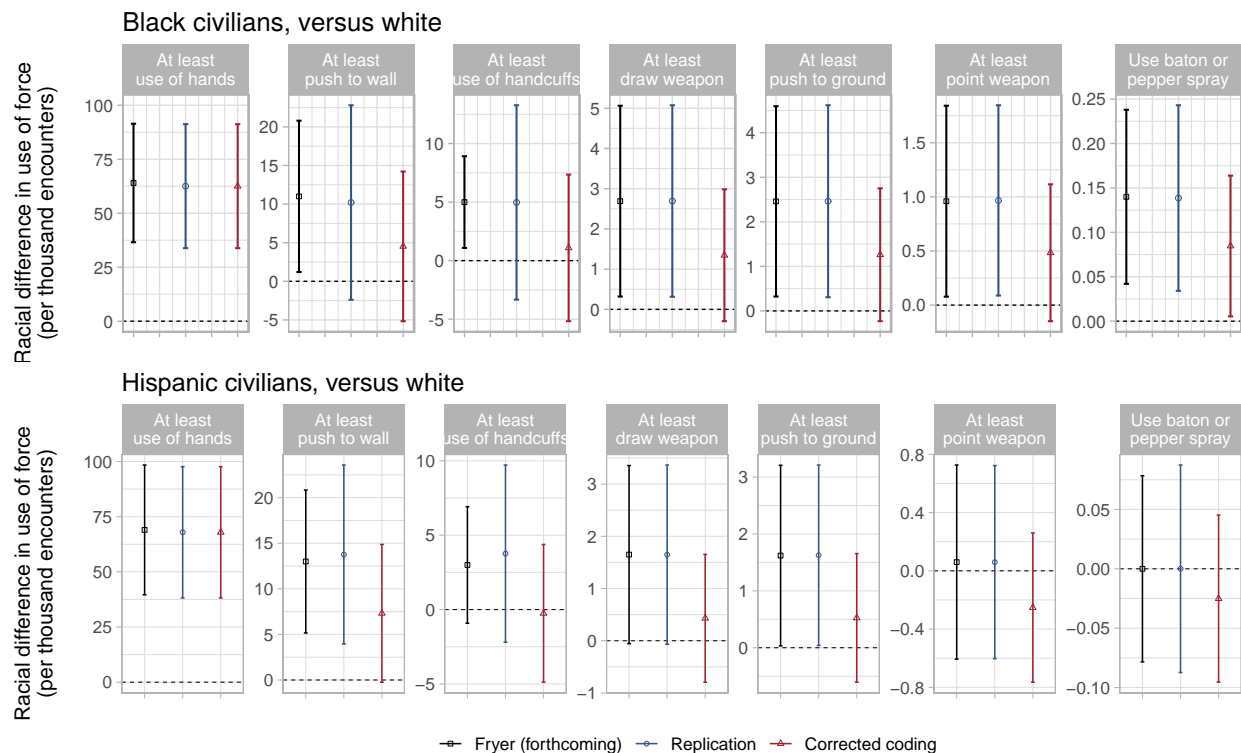 Black civilians, versus white
Racial difference in use of force
(per thousand encounters)
At least
use of hands
At least
push to wall
At least
use of handcuffs
At least
draw weapon
At least
push to ground
At least
point weapon
Use baton or
pepper spray
100
75
50
25
0
20
15
10
5
0
−5
10
5
0
−5
5
4
3
2
1
0
4
3
2
1
0
1.5
1.0
0.5
0.0
0.25
0.20
0.15
0.10
0.05
0.00
Hispanic civilians, versus white
Racial difference in use of force
(per thousand encounters)
At least
use of hands
At least
push to wall
At least
use of handcuffs
At least
draw weapon
At least
push to ground
At least
point weapon
Use baton or
pepper spray
100
75
50
25
0
20
15
10
5
0
10
5
0
−5
3
2
1
0
−1
3
2
1
0
0.8
0.4
0.0
−0.4
−0.8
0.05
0.00
−0.05
−0.10
Fryer (forthcoming) Replication Corrected coding